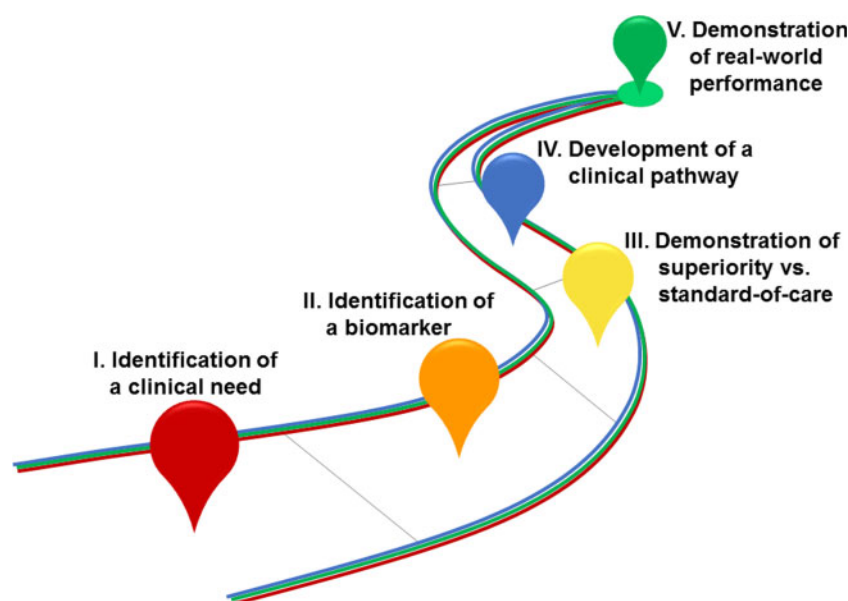 I. Identification of
a clinical need
II. Identification of
a biomarker
III. Demonstration of
superiority vs.
standard-of-care
IV. Development of a
clinical pathway
V. Demonstration
of real-world
performance